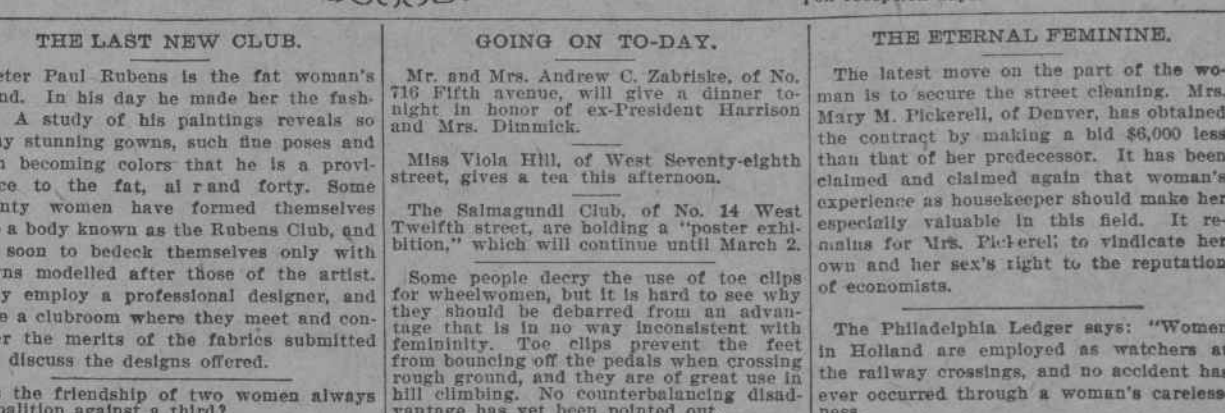 THE LAST NEW CLUB.
eter Paul Rubens is the fat woman's
nd. In his day he made her the fash-
A study of his paintings reveals so
ny stunning gowns, such fine poses and
h becoming colors that he is a provi-
ce to the fat, al r and forty. Some
nty women have formed themselves
a body known as the Rubens Club, and
soon to bedeck themselves only with
ns modelled after those of the artist.
y employ a professional designer, and
e a clubroom where they meet and con-
er the merits of the fabrics submitted
discuss the designs offered.
the friendship of two women always
oalition against a third?
GOING ON TO-DAY.
Mr. and Mrs. Andrew C. Zabriske, of No.
716 Fifth avenue, will give a dinner to-
night in honor of ex-President Harrison
and Mrs. Dimmick.
Miss Viola Hill, of West Seventy-eighth
street, gives a tea this afternoon.
The Salmagundi Club, of No. 14 West
Twelfth street, are holding a "poster exhi-
bition," which will continue until March 2.
Some people decry the use of toe clips
for wheelwomen, but it is hard to see why
they should be debarred from an advan-
tage that is in no way inconsistent with
femininity. Toe clips prevent the feet
from bouncing off the pedals when crossing
rough ground, and they are of great use in
hill climbing. No counterbalancing disad-
vantage has yet been pointed out.
THE ETERNAL FEMININE.
The latest move on the part of the wo-
man is to secure the street cleaning. Mrs.
Mary M. Pickerell, of Denver, has obtained
the contract by making a bid $6,000 less
than that of her predecessor. It has been
claimed and claimed again that woman's
experience as housekeeper should make her
especially valuable in this field. It re-
mains for Mrs. Pickerell to vindicate her
own and her sex's right to the reputation
of economists.
The Philadelphia Ledger says: "Women
in Holland are employed as watchers at
the railway crossings, and no accident has
ever occurred through a woman's careless-
ness.